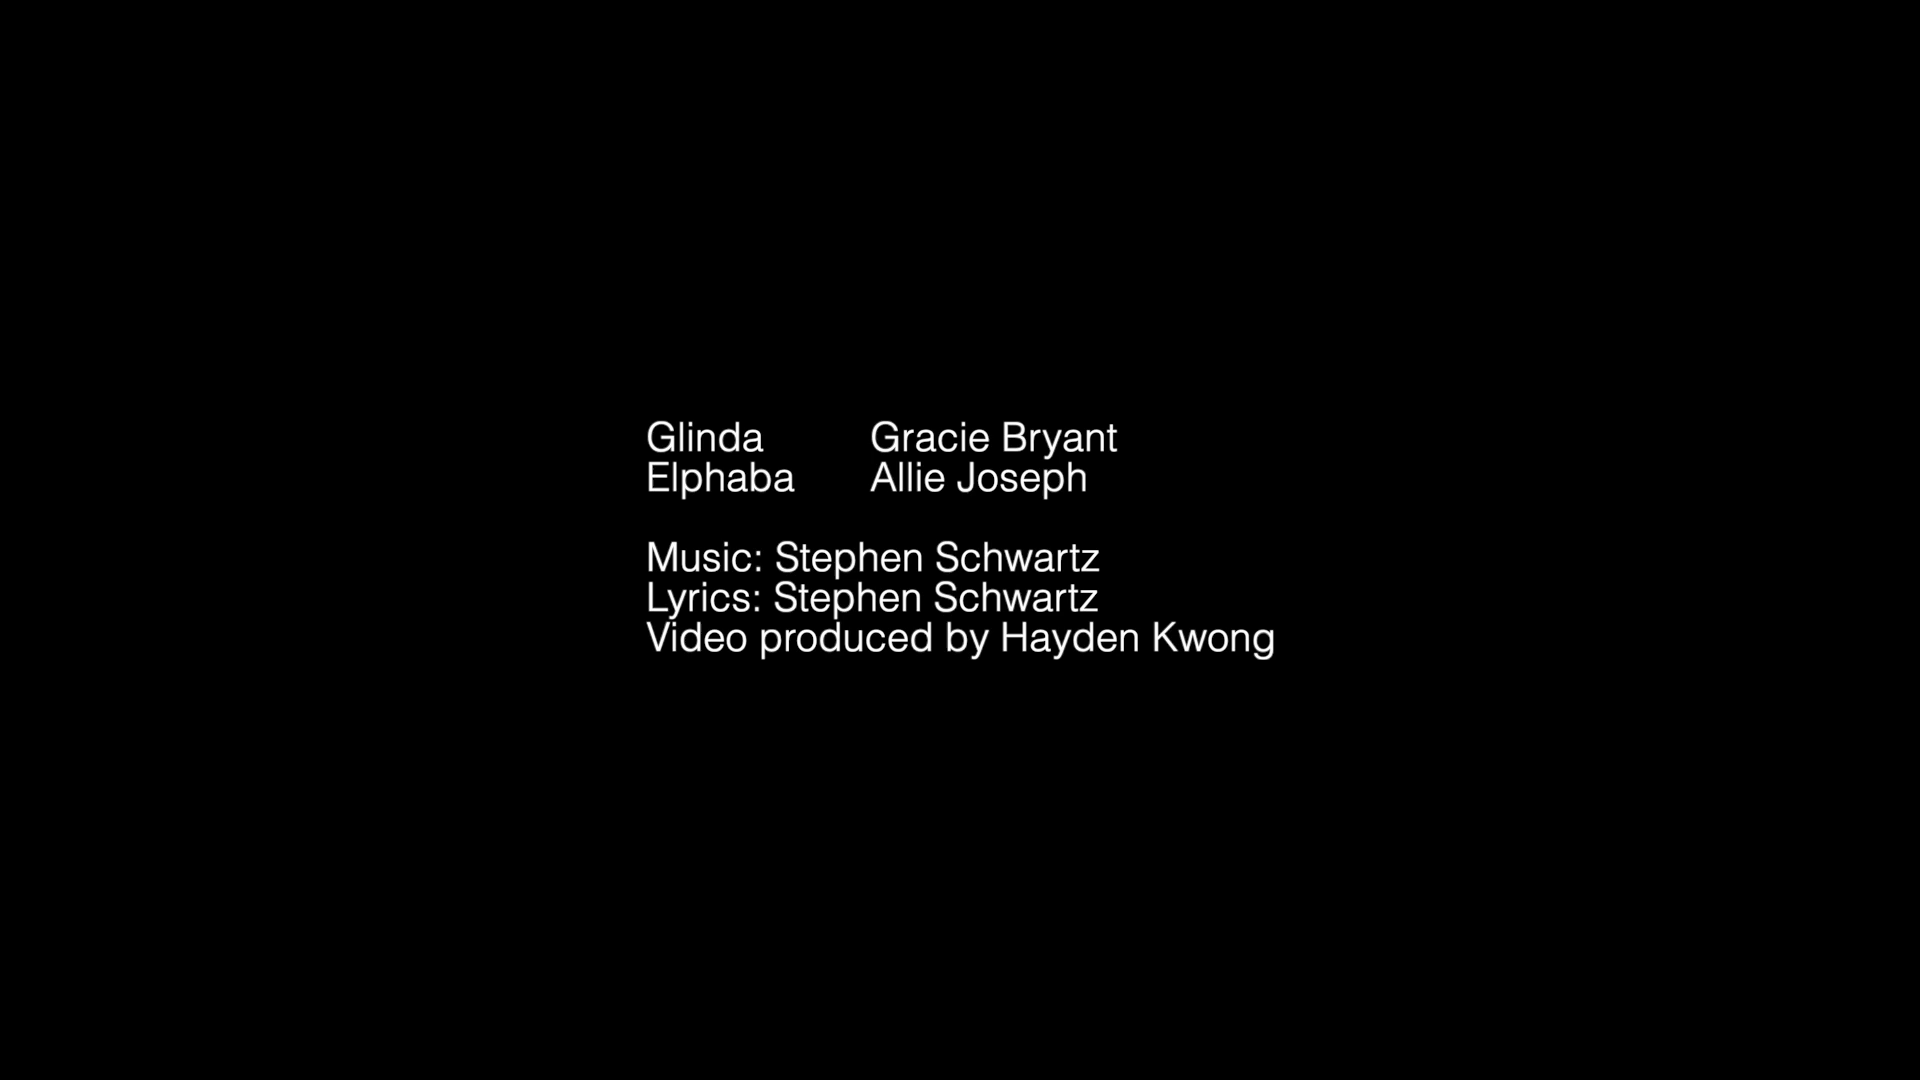 Glinda Gracie Bryant
Elphaba Allie Joseph
Music: Stephen Schwartz
Lyrics: Stephen Schwartz
Video produced by Hayden Kwong